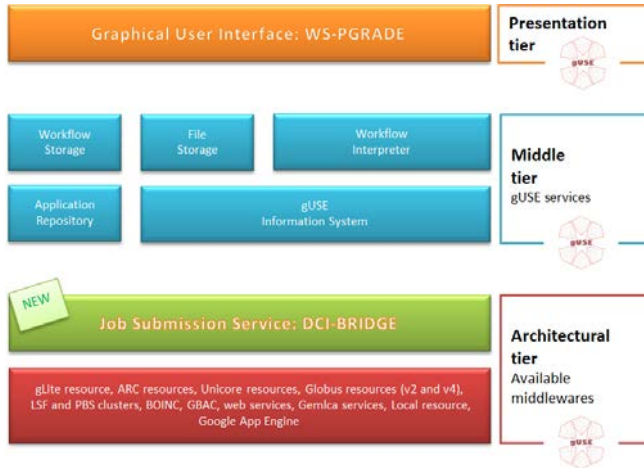 Graphical User Interface: WS-PGRADE
Presentation
tier
gUSE
Workflow
Storage
File
Storage
Workflow
Interpreter
Application
Repository
gUSE
Information System
Middle
tier
gUSE services
gUSE
NEW
Job Submission Service: DCI-BRIDGE
gLite resource, ARC resources, Unicore resources, Globus resources (v2 and v4),
LSF and PBS clusters, BOINC, GBAC, web services, Gemlca services, Local resource,
Google App Engine
Architectural
tier
Available
middlewares
gUSE